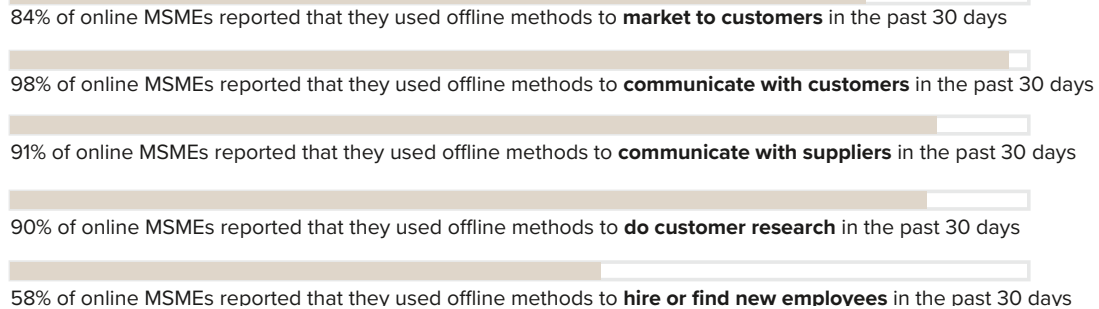 84% of online MSMEs reported that they used offline methods to market to customers in the past 30 days
98% of online MSMEs reported that they used offline methods to communicate with customers in the past 30 days
91% of online MSMEs reported that they used offline methods to communicate with suppliers in the past 30 days
90% of online MSMEs reported that they used offline methods to do customer research in the past 30 days
58% of online MSMEs reported that they used offline methods to hire or find new employees in the past 30 days